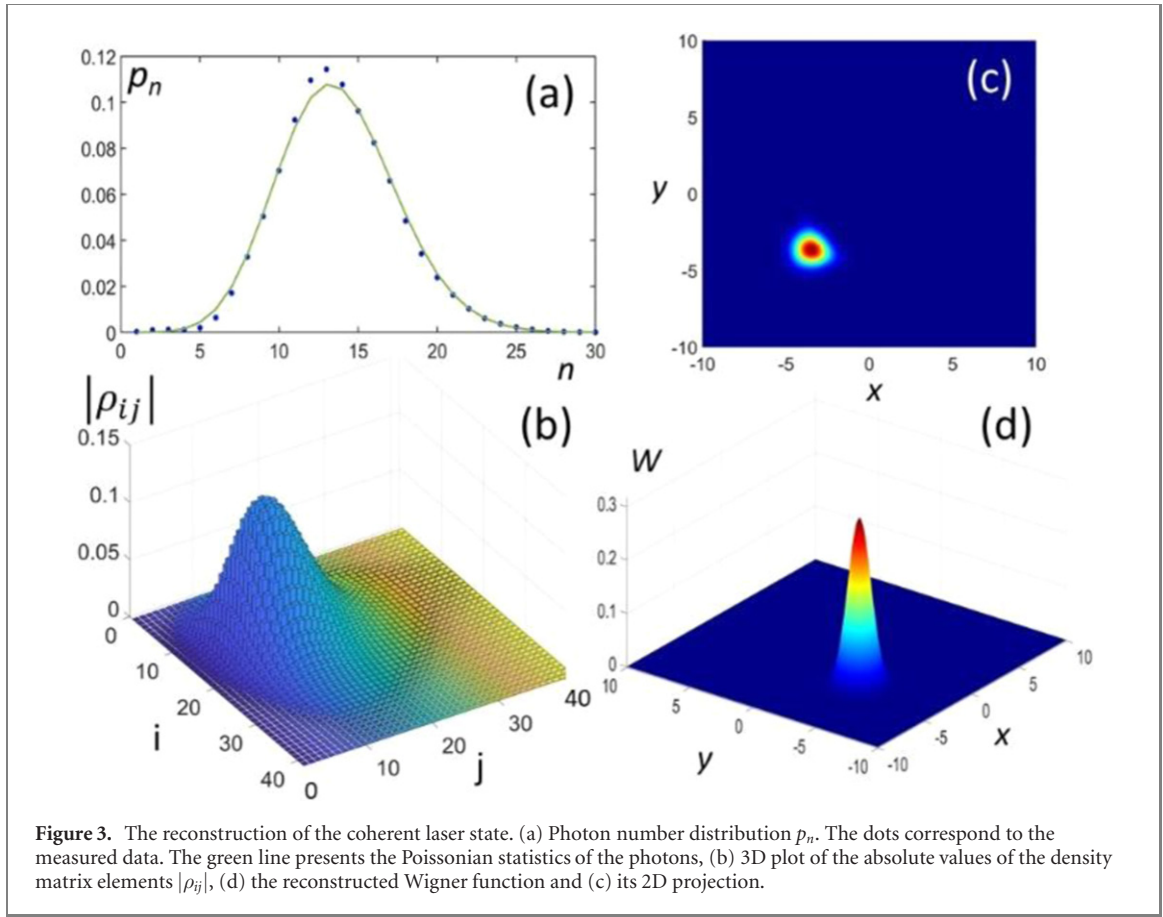 0.12
p_n
(a)
0.1
0.08
0.06
0.04
0.02
0
0 5 10 15 20 25 30
n
10
(c)
5
y
0
-5
-10
-10 -5 0 5 10
x
|ρ_ij|
(b)
0.15
0.1
0.05
0
0
10
20
30
40
i
0
10
20
30
40
j
(d)
W
0.3
0.2
0.1
0
10
5
0
-5
-10
y
-10
-5
0
5
10
x
Figure 3. The reconstruction of the coherent laser state. (a) Photon number distribution p_n. The dots correspond to the
measured data. The green line presents the Poissonian statistics of the photons, (b) 3D plot of the absolute values of the density
matrix elements |ρ_ij|, (d) the reconstructed Wigner function and (c) its 2D projection.